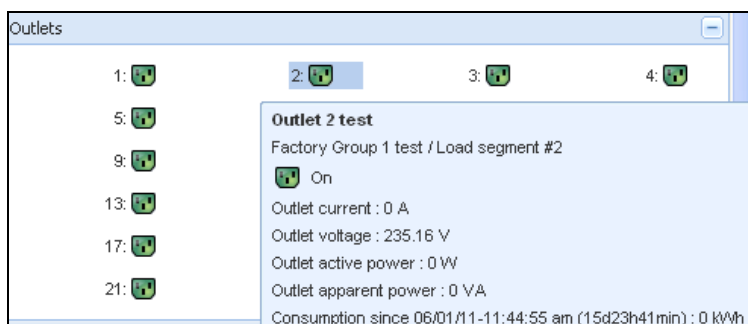 Outlets
1: 2: 3: 4:
5:
Outlet 2 test
Factory Group 1 test / Load segment #2
9:
On
13:
Outlet current : 0 A
Outlet voltage : 235.16 V
17:
Outlet active power : 0 W
21:
Outlet apparent power : 0 VA
Consumption since 06/01/11-11:44:55 am (15d23h41min) : 0 kWh